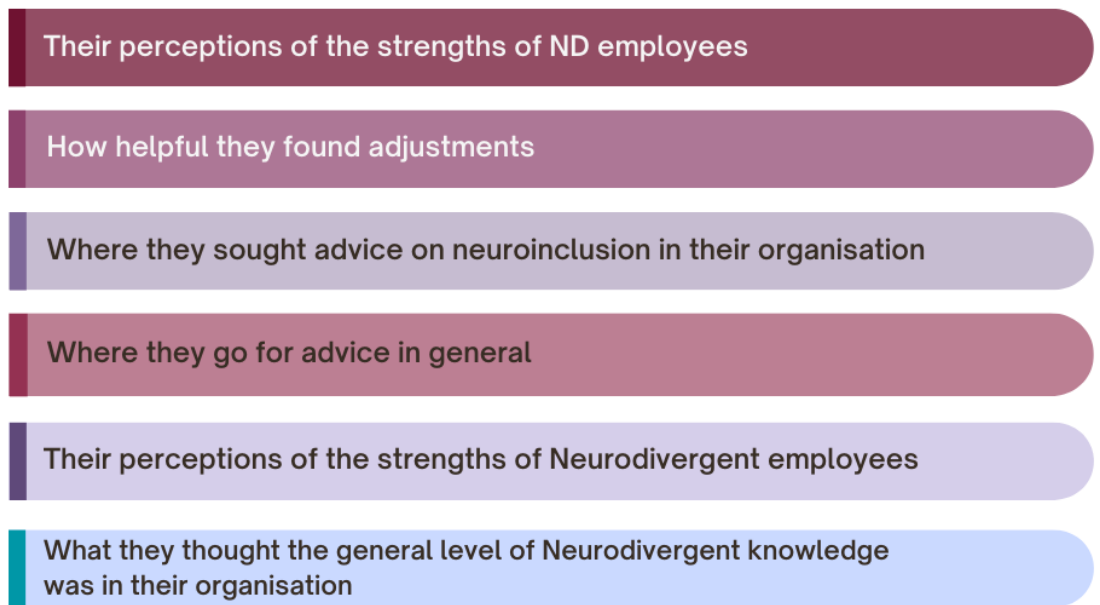 Their perceptions of the strengths of ND employees
How helpful they found adjustments
Where they sought advice on neuroinclusion in their organisation
Where they go for advice in general
Their perceptions of the strengths of Neurodivergent employees
What they thought the general level of Neurodivergent knowledge
was in their organisation